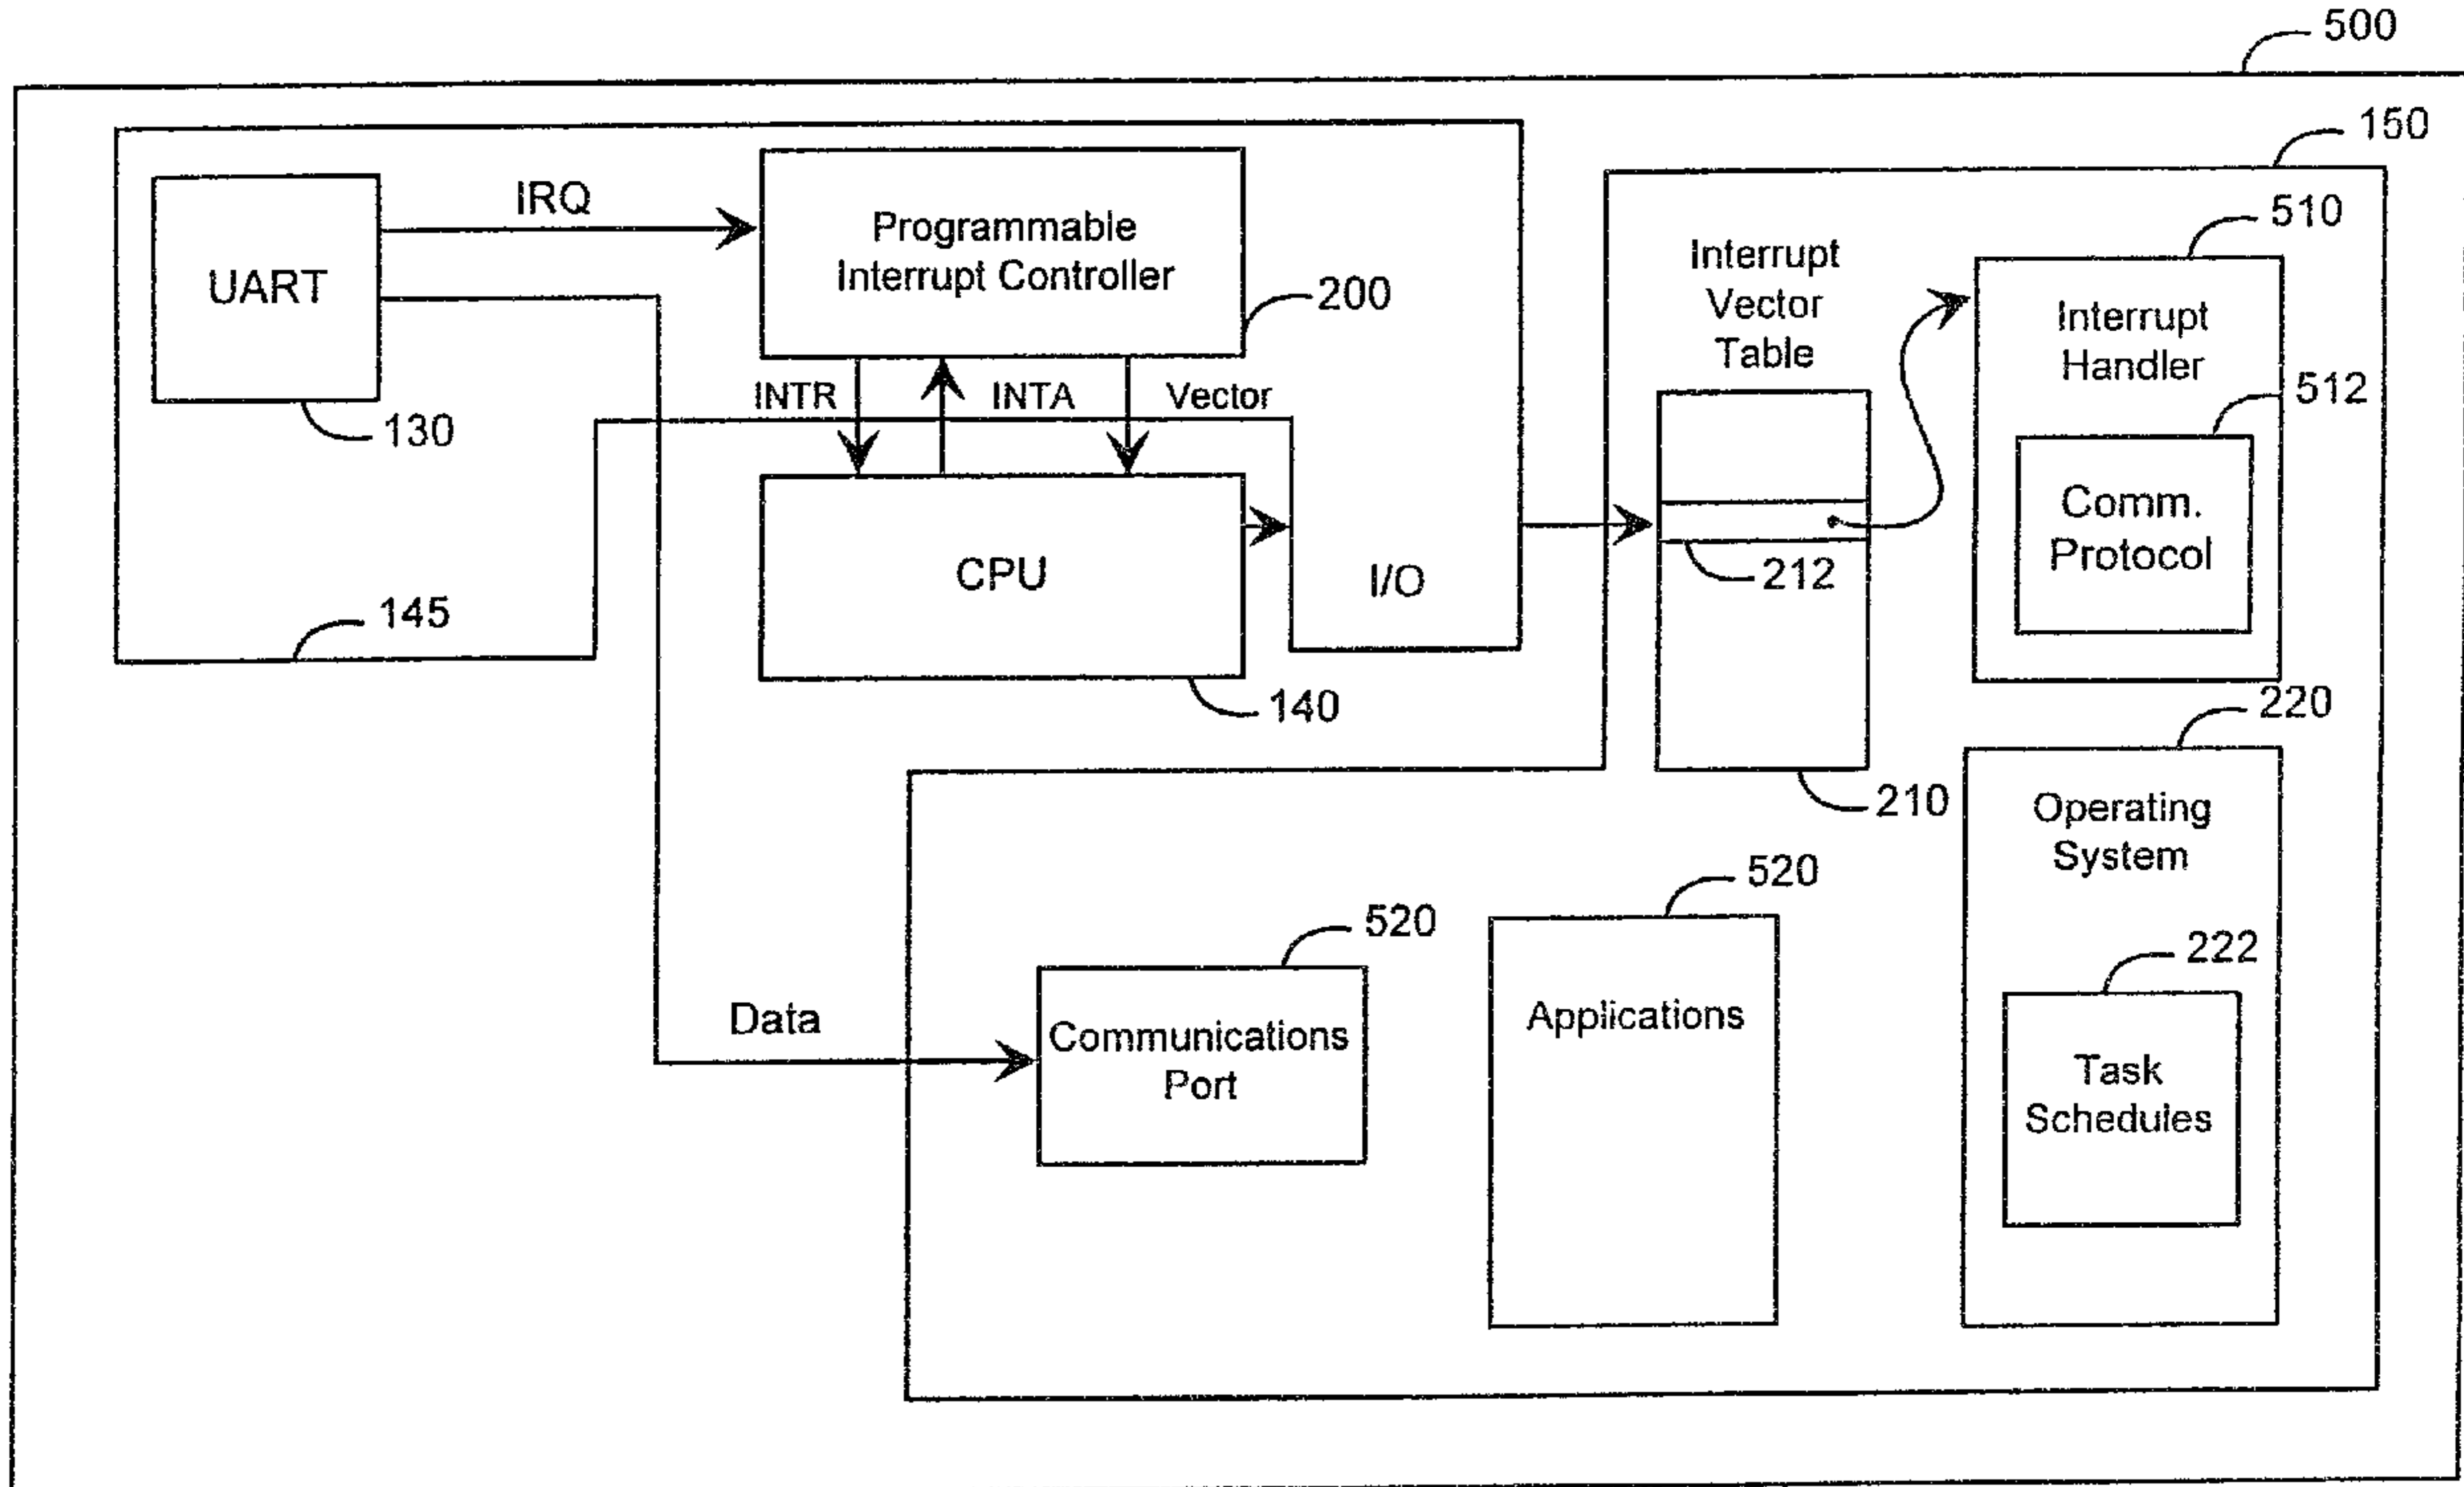 500
150
IRQ
UART
130
Programmable
Interrupt Controller
200
INTR
INTA
Vector
CPU
140
I/O
145
Interrupt
Vector
Table
212
210
510
Interrupt
Handler
512
Comm.
Protocol
220
Operating
System
222
Task
Schedules
520
Applications
520
Communications
Port
Data